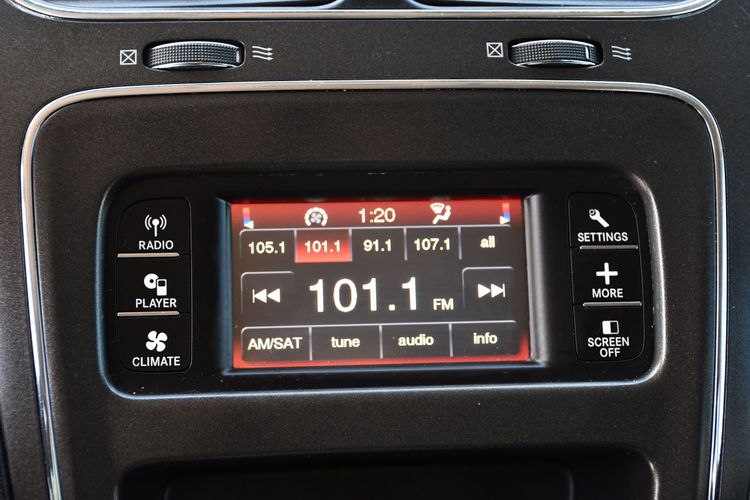 1:20
105.1 101.1 91.1 107.1 all
101.1 FM
AM/SAT tune audio info
RADIO
PLAYER
CLIMATE
SETTINGS
MORE
SCREEN
OFF